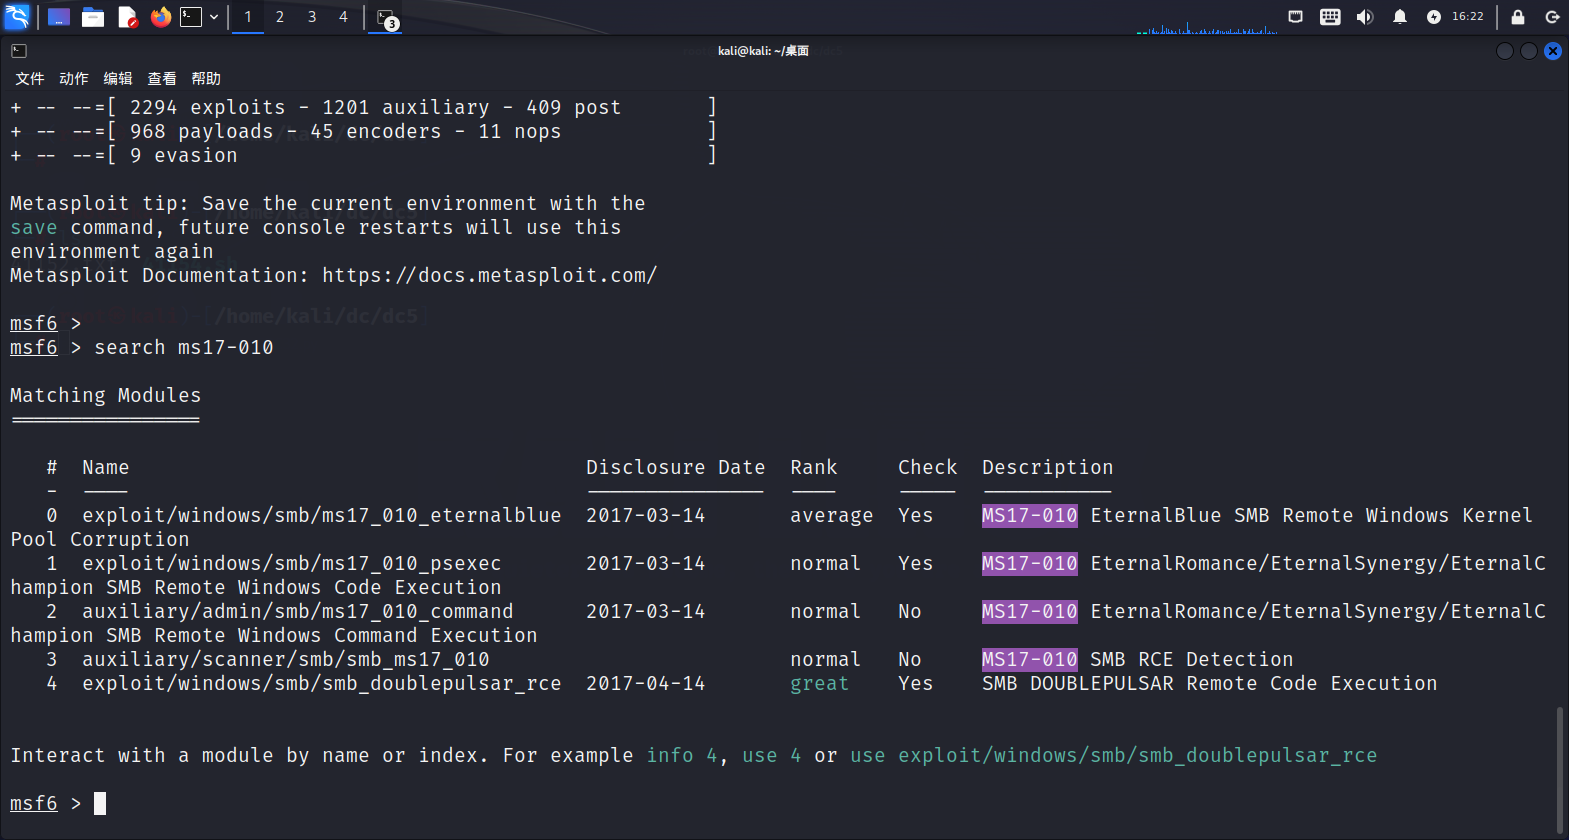 1 2 3 4 3 16:22
kali@kali: ~/桌面
文件 动作 编辑 查看 帮助
+ -- --=[ 2294 exploits - 1201 auxiliary - 409 post ]
+ -- --=[ 968 payloads - 45 encoders - 11 nops ]
+ -- --=[ 9 evasion ]
Metasploit tip: Save the current environment with the
save command, future console restarts will use this
environment again
Metasploit Documentation: https://docs.metasploit.com/
msf6 >
msf6 > search ms17-010
Matching Modules
================
# Name Disclosure Date Rank Check Description
- ---- --------------- ---- ----- -----------
0 exploit/windows/smb/ms17_010_eternalblue 2017-03-14 average Yes MS17-010 EternalBlue SMB Remote Windows Kernel
Pool Corruption
1 exploit/windows/smb/ms17_010_psexec 2017-03-14 normal Yes MS17-010 EternalRomance/EternalSynergy/EternalC
hampion SMB Remote Windows Code Execution
2 auxiliary/admin/smb/ms17_010_command 2017-03-14 normal No MS17-010 EternalRomance/EternalSynergy/EternalC
hampion SMB Remote Windows Command Execution
3 auxiliary/scanner/smb/smb_ms17_010 normal No MS17-010 SMB RCE Detection
4 exploit/windows/smb/smb_doublepulsar_rce 2017-04-14 great Yes SMB DOUBLEPULSAR Remote Code Execution
Interact with a module by name or index. For example info 4, use 4 or use exploit/windows/smb/smb_doublepulsar_rce
msf6 >